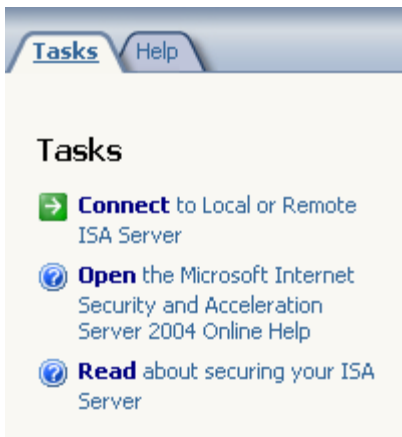 Tasks Help
Tasks
Connect to Local or Remote
ISA Server
Open the Microsoft Internet
Security and Acceleration
Server 2004 Online Help
Read about securing your ISA
Server